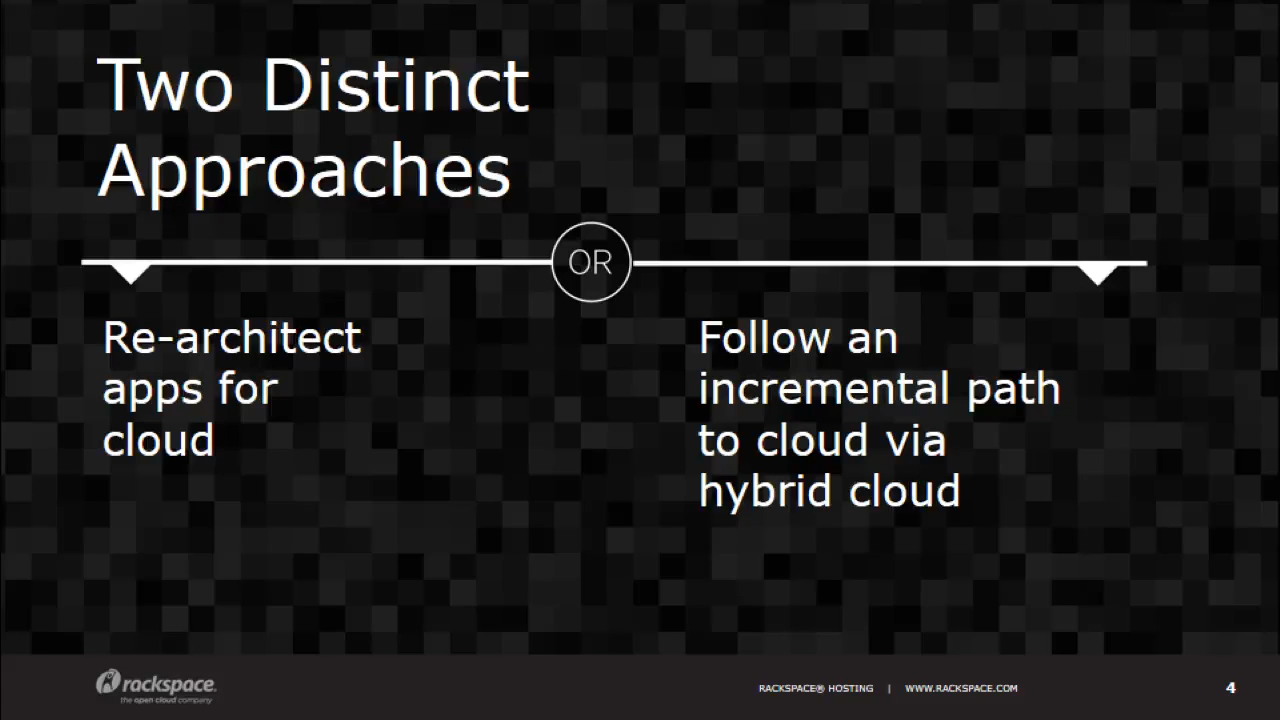 Two Distinct
Approaches
OR
Re-architect
apps for
cloud
Follow an
incremental path
to cloud via
hybrid cloud
rackspace.
the open cloud company
RACKSPACE® HOSTING | WWW.RACKSPACE.COM
4